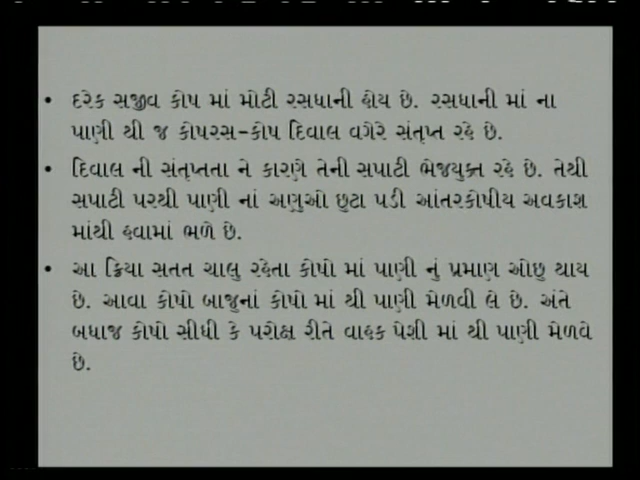 • દરેક સજીવ કોષ માં મોટી રસધાની હોય છે. રસધાની માં ના
પાણી થી જ કોષરસ-કોષ દિવાલ વગેરે સંતૃપ્ત રહે છે.
• દિવાલ ની સંતૃપ્તતા ને કારણે તેની સપાટી ભેજયુક્ત રહે છે. તેથી
સપાટી પરથી પાણી નાં અણુઓ છુટા પડી આંતરકોષીય અવકાશ
માંથી હવામાં ભળે છે.
• આ ક્રિયા સતત ચાલુ રહેતા કોષો માં પાણી નું પ્રમાણ ઓછુ થાય
છે. આવા કોષો બાજુનાં કોષો માં થી પાણી મેળવી લે છે. અંતે
બધાજ કોષો સીધી કે પરોક્ષ રીતે વાહક પેશી માં થી પાણી મેળવે
છે.